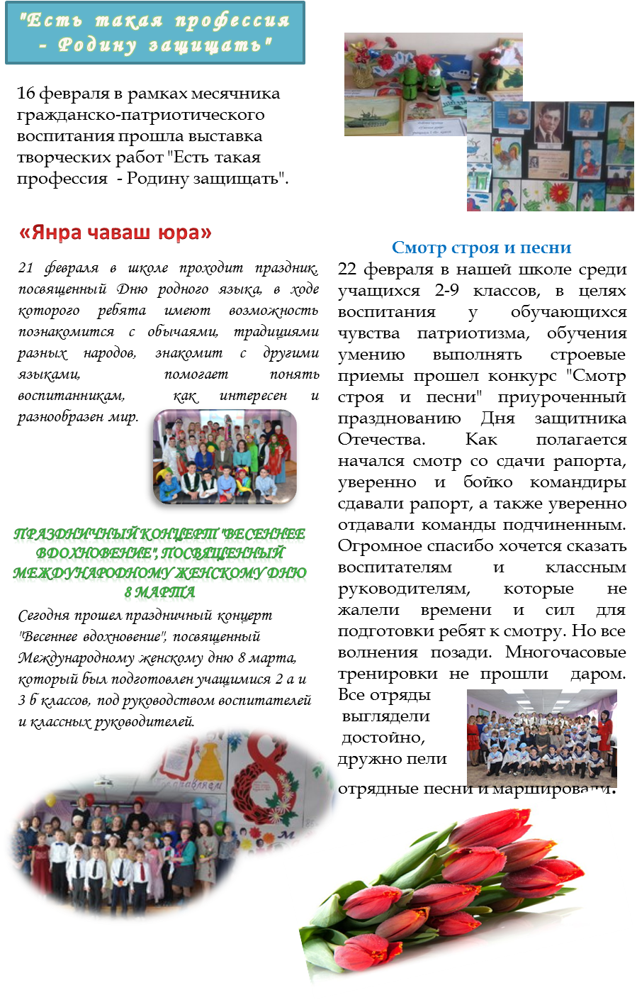 "Есть такая профессия
- Родину защищать"
16 февраля в рамках месячника
гражданско-патриотического
воспитания прошла выставка
творческих работ "Есть такая
профессия - Родину защищать".
«Янра чаваш юра»
21 февраля в школе проходит праздник,
посвященный Дню родного языка, в ходе
которого ребята имеют возможность
познакомится с обычаями, традициями
разных народов, знакомит с другими
языками, помогает понять
воспитанникам, как интересен и
разнообразен мир.
ПРАЗДНИЧНЫЙ КОНЦЕРТ "ВЕСЕННЕЕ
ВДОХНОВЕНИЕ", ПОСВЯЩЕННЫЙ
МЕЖДУНАРОДНОМУ ЖЕНСКОМУ ДНЮ
8 МАРТА
Сегодня прошел праздничный концерт
"Весеннее вдохновение", посвященный
Международному женскому дню 8 марта,
который был подготовлен учащимися 2 а и
3 б классов, под руководством воспитателей
и классных руководителей.
Поздравляем
Смотр строя и песни
22 февраля в нашей школе среди
учащихся 2-9 классов, в целях
воспитания у обучающихся
чувства патриотизма, обучения
умению выполнять строевые
приемы прошел конкурс "Смотр
строя и песни" приуроченный
празднованию Дня защитника
Отечества. Как полагается
начался смотр со сдачи рапорта,
уверенно и бойко командиры
сдавали рапорт, а также уверенно
отдавали команды подчиненным.
Огромное спасибо хочется сказать
воспитателям и классным
руководителям, которые не
жалели времени и сил для
подготовки ребят к смотру. Но все
волнения позади. Многочасовые
тренировки не прошли даром.
Все отряды
выглядели
достойно,
дружно пели
отрядные песни и маршировали.